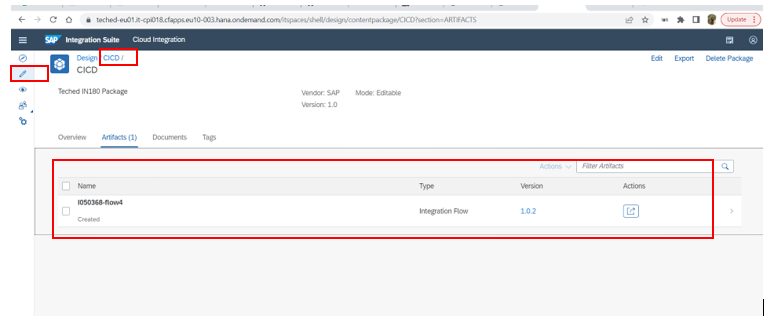 teched-eu01.it-cpi018.cfapps.eu10-003.hana.ondemand.com/itspaces/shell/design/contentpackage/CICD?section=ARTIFACTS
Update
SAP Integration Suite Cloud Integration
Design / CICD /
CICD
Edit Export Delete Package
Teched IN180 Package
Vendor: SAP Mode: Editable
Version: 1.0
Overview Artifacts (1) Documents Tags
Actions Filter Artifacts
Name Type Version Actions
I050368-flow4
Created
Integration Flow 1.0.2